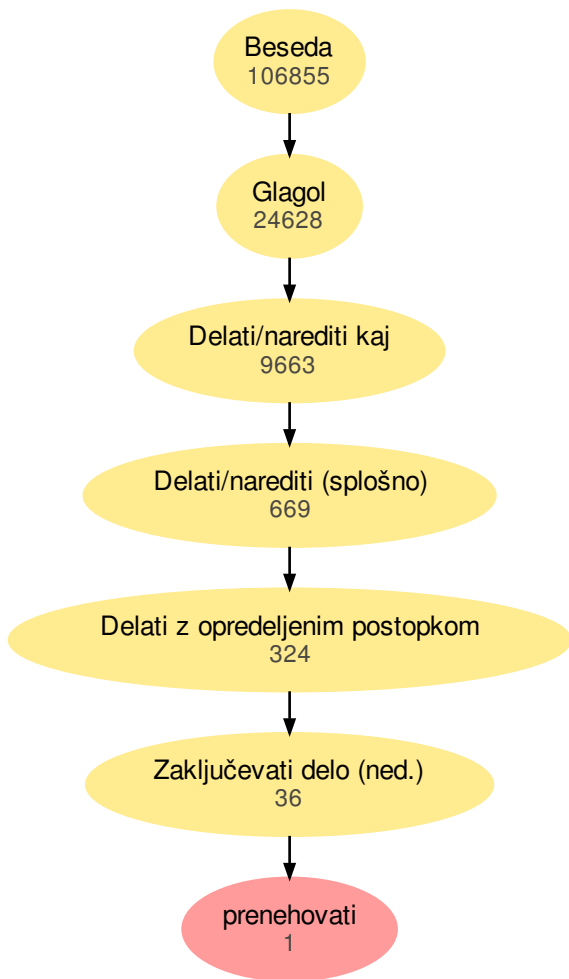 Beseda
106855
Glagol
24628
Delati/narediti kaj
9663
Delati/narediti (splošno)
669
Delati z opredeljenim postopkom
324
Zaključevati delo (ned.)
36
prenehovati
1